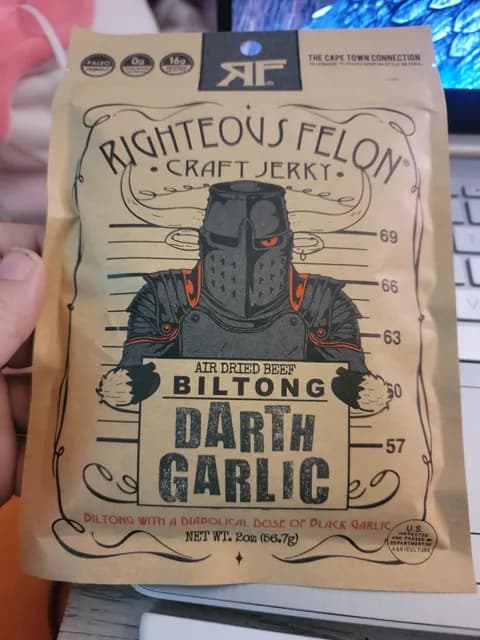 PALEO
FRIENDLY
0g
16g
RF
THE CAPE TOWN CONNECTION
RIGHTEOUS FELON®
• CRAFT JERKY •
69
66
63
60
57
AIR DRIED BEEF
BILTONG
DARTH
GARLIC
BILTONG WITH A DIABOLICAL DOSE OF BLACK GARLIC
NET WT. 2oz (56.7g)
U.S.
INSPECTED
AND PASSED BY
DEPARTMENT OF
AGRICULTURE